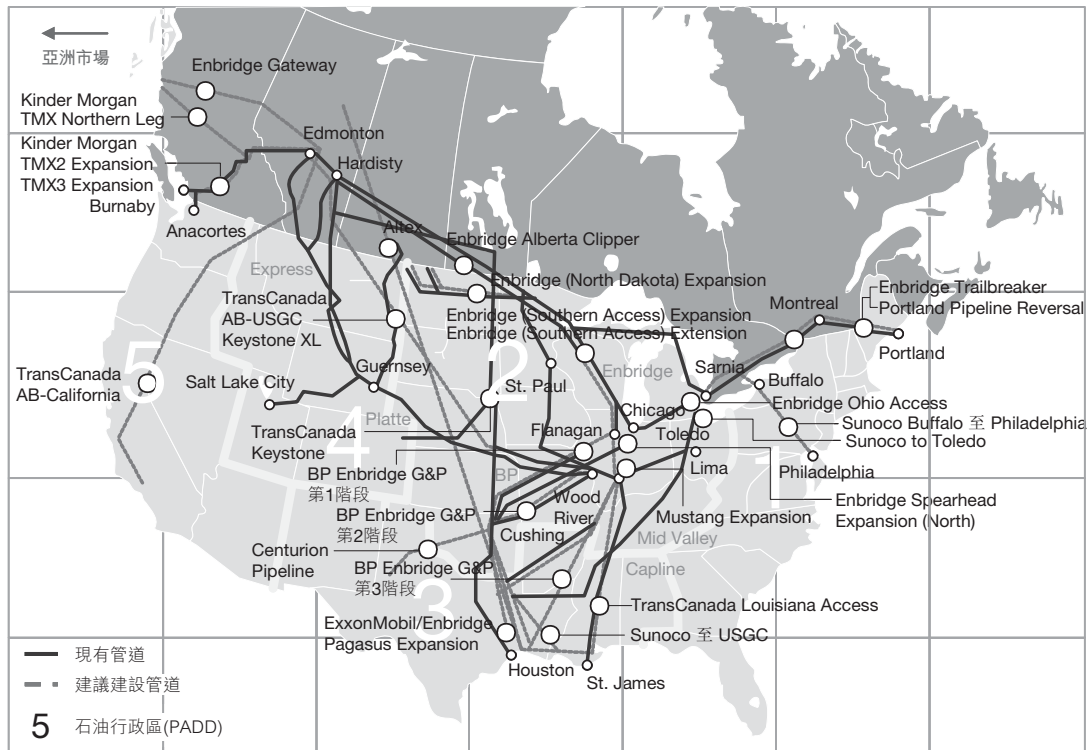 亞洲市場
Enbridge Gateway
Kinder Morgan
TMX Northern Leg
Kinder Morgan
TMX2 Expansion
TMX3 Expansion
Burnaby
Anacortes
Edmonton
Hardisty
Altex
Enbridge Alberta Clipper
Express
Enbridge (North Dakota) Expansion
TransCanada
AB-USGC
Keystone XL
Enbridge (Southern Access) Expansion
Enbridge (Southern Access) Extension
Montreal
Enbridge Trailbreaker
Portland Pipeline Reversal
Portland
5
TransCanada
AB-California
Salt Lake City
Guernsey
2
St. Paul
Enbridge
Sarnia
Buffalo
Enbridge Ohio Access
Sunoco Buffalo 至 Philadelphia
Sunoco to Toledo
Chicago
Toledo
Platte
4
TransCanada
Keystone
Flanagan
Lima
Philadelphia
1
BP Enbridge G&P
第1階段
BP
Wood
River
Enbridge Spearhead
Expansion (North)
Mustang Expansion
BP Enbridge G&P
第2階段
Cushing
Mid Valley
Centurion
Pipeline
BP Enbridge G&P
第3階段
Capline
3
TransCanada Louisiana Access
ExxonMobil/Enbridge
Pagasus Expansion
Sunoco 至 USGC
Houston
St. James
現有管道
建議建設管道
5 石油行政區(PADD)